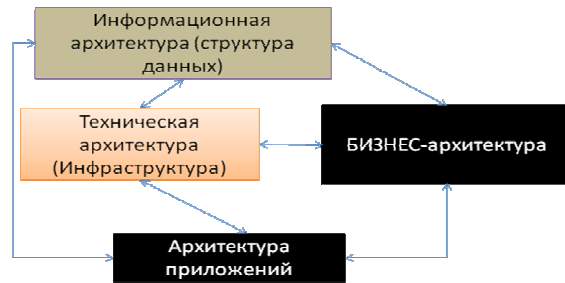 Информационная
архитектура (структура
данных)
Техническая
архитектура
(Инфраструктура)
БИЗНЕС-архитектура
Архитектура
приложений